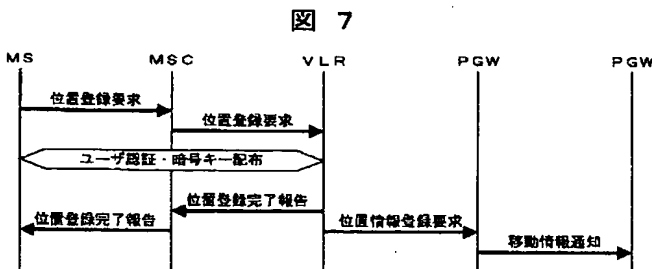 図 7
MS MSC VLR PGW PGW
位置登録要求
位置登録要求
ユーザ認証・暗号キー配布
位置登録完了報告
位置登録完了報告
位置情報登録要求
移動情報通知